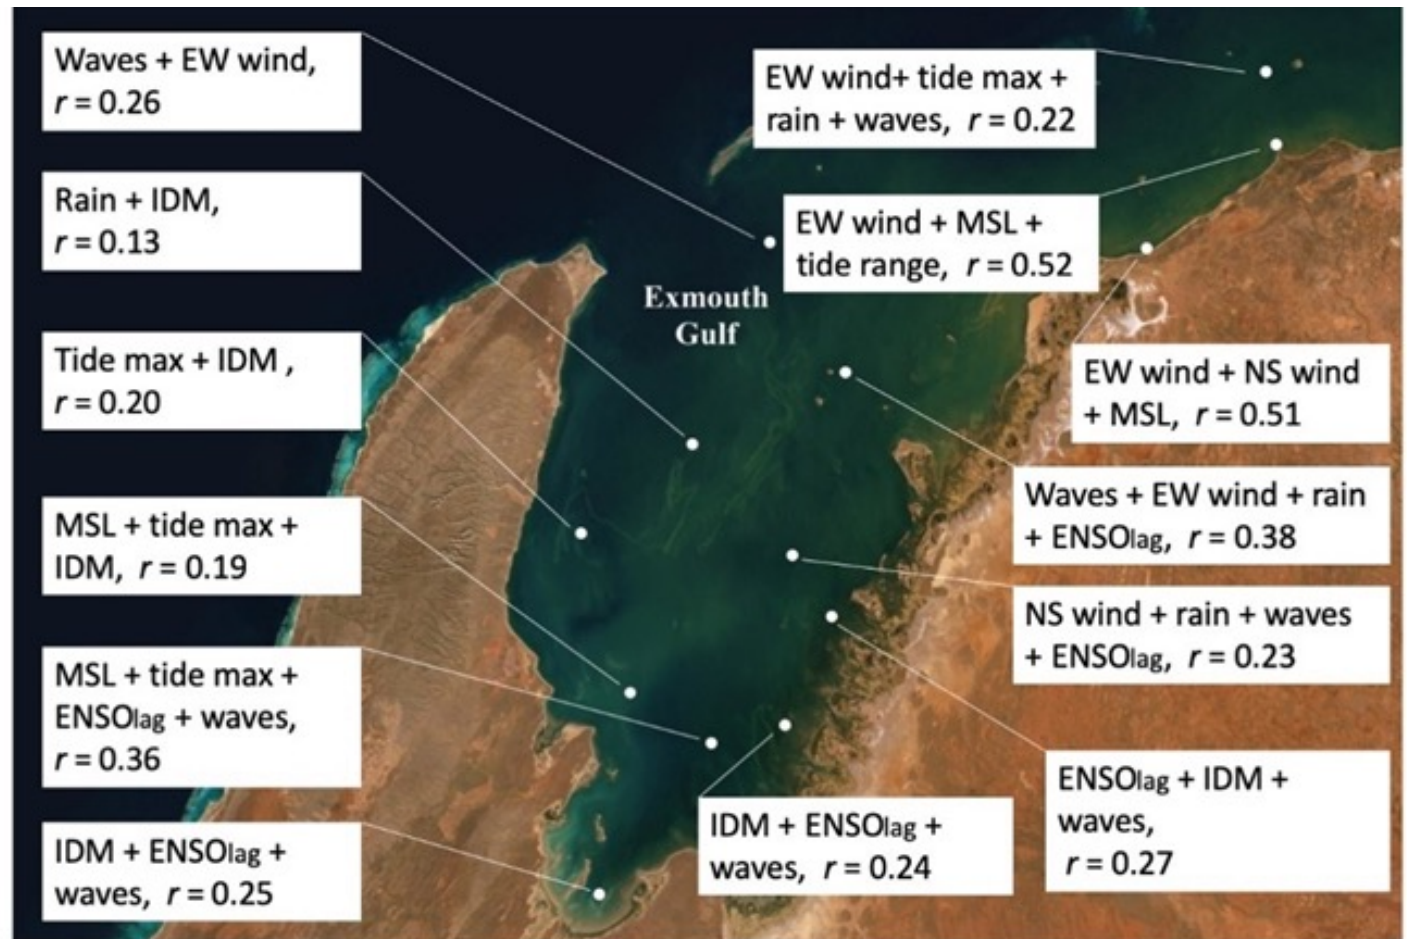 Waves + EW wind,
r = 0.26
Rain + IDM,
r = 0.13
Tide max + IDM ,
r = 0.20
MSL + tide max +
IDM, r = 0.19
MSL + tide max +
ENSOlag + waves,
r = 0.36
IDM + ENSOlag +
waves, r = 0.25
Exmouth
Gulf
EW wind+ tide max +
rain + waves, r = 0.22
EW wind + MSL +
tide range, r = 0.52
EW wind + NS wind
+ MSL, r = 0.51
Waves + EW wind + rain
+ ENSOlag, r = 0.38
NS wind + rain + waves
+ ENSOlag, r = 0.23
ENSOlag + IDM +
waves,
r = 0.27
IDM + ENSOlag +
waves, r = 0.24